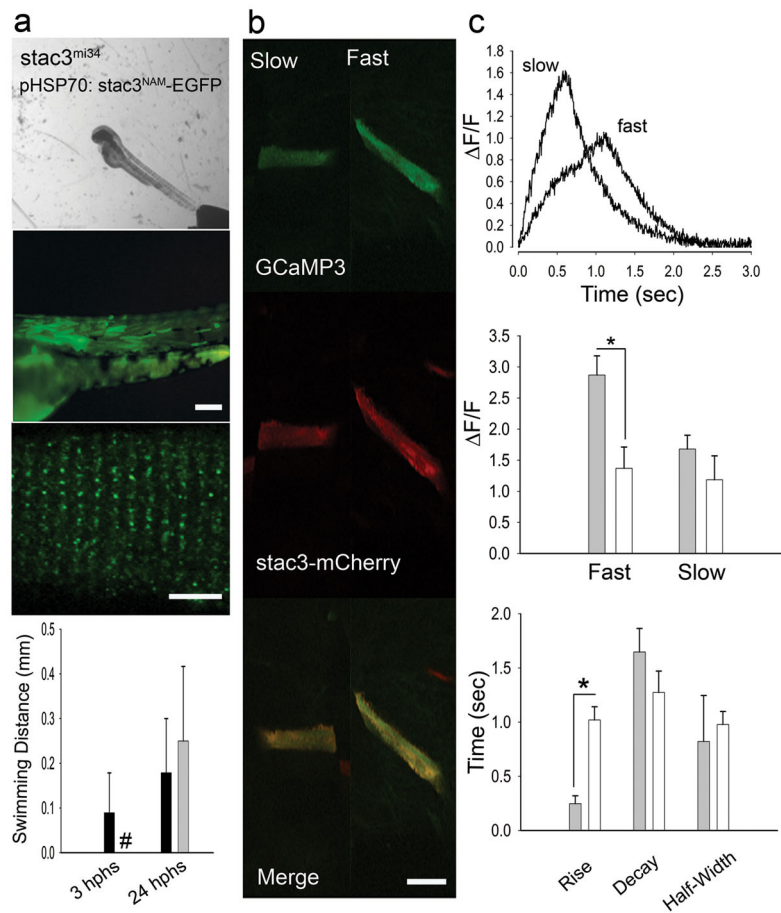 a
stac3mi34
pHSP70: stac3NAM-EGFP
Swimming Distance (mm)
0.5
0.4
0.3
0.2
0.1
0.0
#
3 hphs
24 hphs
b
Slow
Fast
GCaMP3
stac3-mCherry
Merge
c
ΔF/F
1.8
1.6
1.4
1.2
1.0
0.8
0.6
0.4
0.2
0.0
slow
fast
0.0 0.5 1.0 1.5 2.0 2.5 3.0
Time (sec)
ΔF/F
3.5
3.0
2.5
2.0
1.5
1.0
0.5
0.0
*
Fast
Slow
Time (sec)
2.0
1.5
1.0
0.5
0.0
*
Rise
Decay
Half-Width